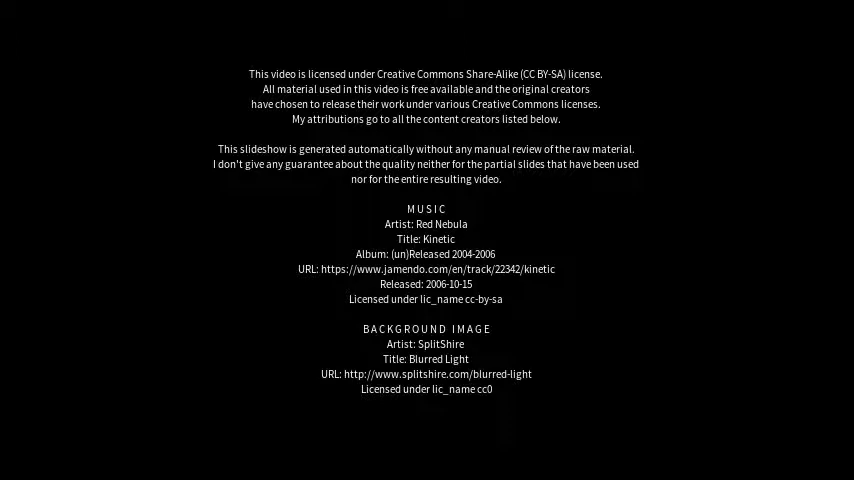 This video is licensed under Creative Commons Share-Alike (CC BY-SA) license.
All material used in this video is free available and the original creators
have chosen to release their work under various Creative Commons licenses.
My attributions go to all the content creators listed below.
This slideshow is generated automatically without any manual review of the raw material.
I don't give any guarantee about the quality neither for the partial slides that have been used
nor for the entire resulting video.
MUSIC
Artist: Red Nebula
Title: Kinetic
Album: (un)Released 2004-2006
URL: https://www.jamendo.com/en/track/22342/kinetic
Released: 2006-10-15
Licensed under lic_name cc-by-sa
BACKGROUND IMAGE
Artist: SplitShire
Title: Blurred Light
URL: http://www.splitshire.com/blurred-light
Licensed under lic_name cc0